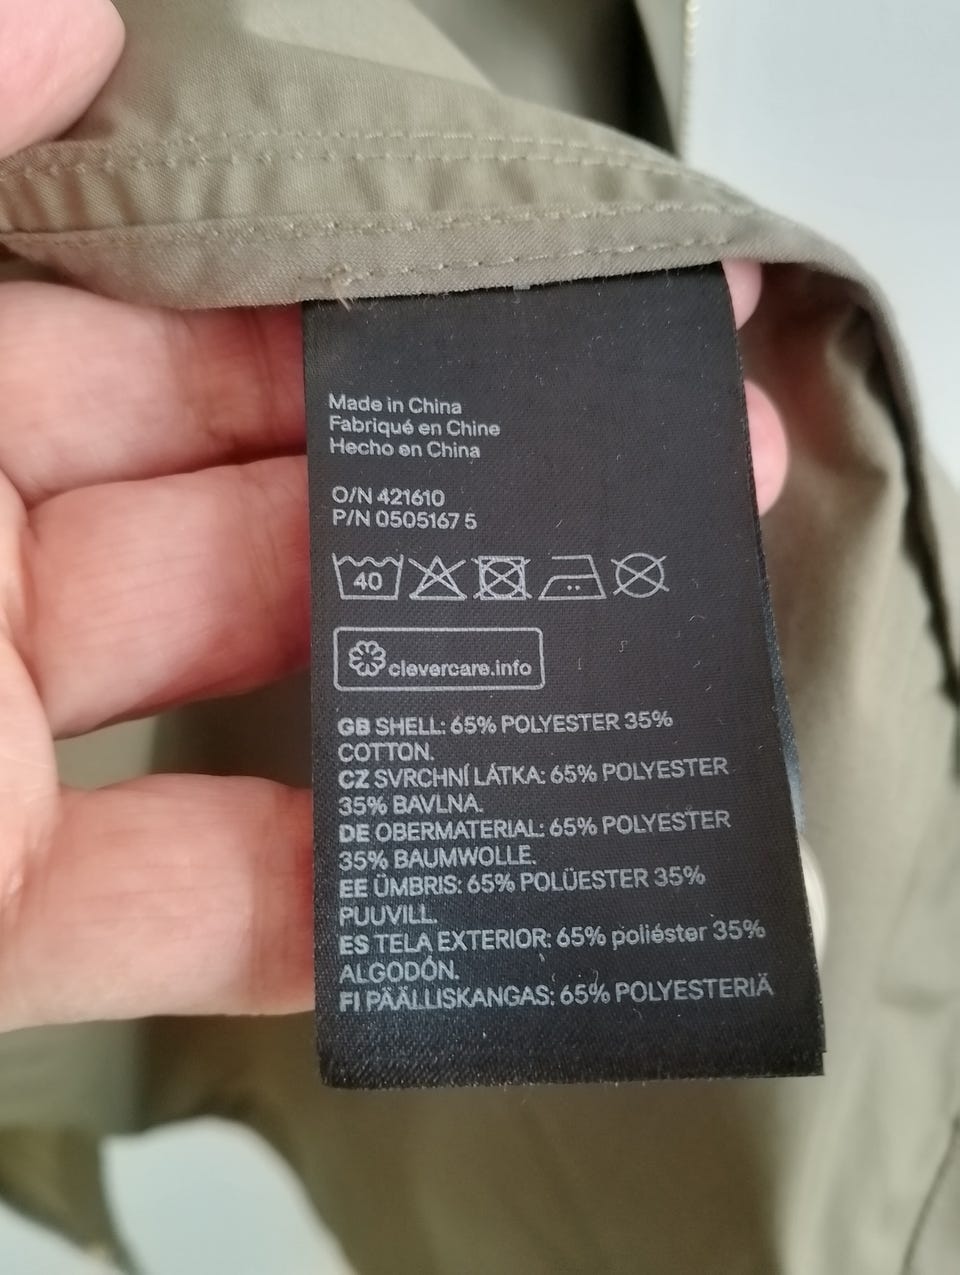 Made in China
Fabriqué en Chine
Hecho en China
O/N 421610
P/N 0505167 5
40
clevercare.info
GB SHELL: 65% POLYESTER 35%
COTTON.
CZ SVRCHNÍ LÁTKA: 65% POLYESTER
35% BAVLNA.
DE OBERMATERIAL: 65% POLYESTER
35% BAUMWOLLE.
EE ÜMBRIS: 65% POLÜESTER 35%
PUUVILL.
ES TELA EXTERIOR: 65% poliéster 35%
ALGODÓN.
FI PÄÄLLISKANGAS: 65% POLYESTERIÄ